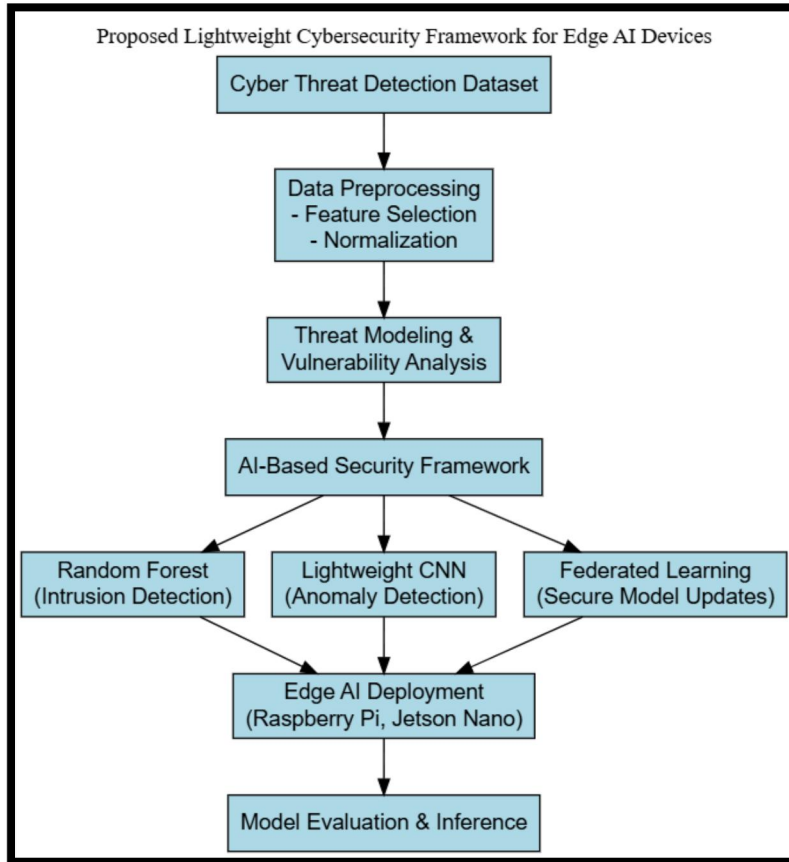 Proposed Lightweight Cybersecurity Framework for Edge AI Devices
Cyber Threat Detection Dataset
Data Preprocessing
- Feature Selection
- Normalization
Threat Modeling &
Vulnerability Analysis
AI-Based Security Framework
Random Forest
(Intrusion Detection)
Lightweight CNN
(Anomaly Detection)
Federated Learning
(Secure Model Updates)
Edge AI Deployment
(Raspberry Pi, Jetson Nano)
Model Evaluation & Inference